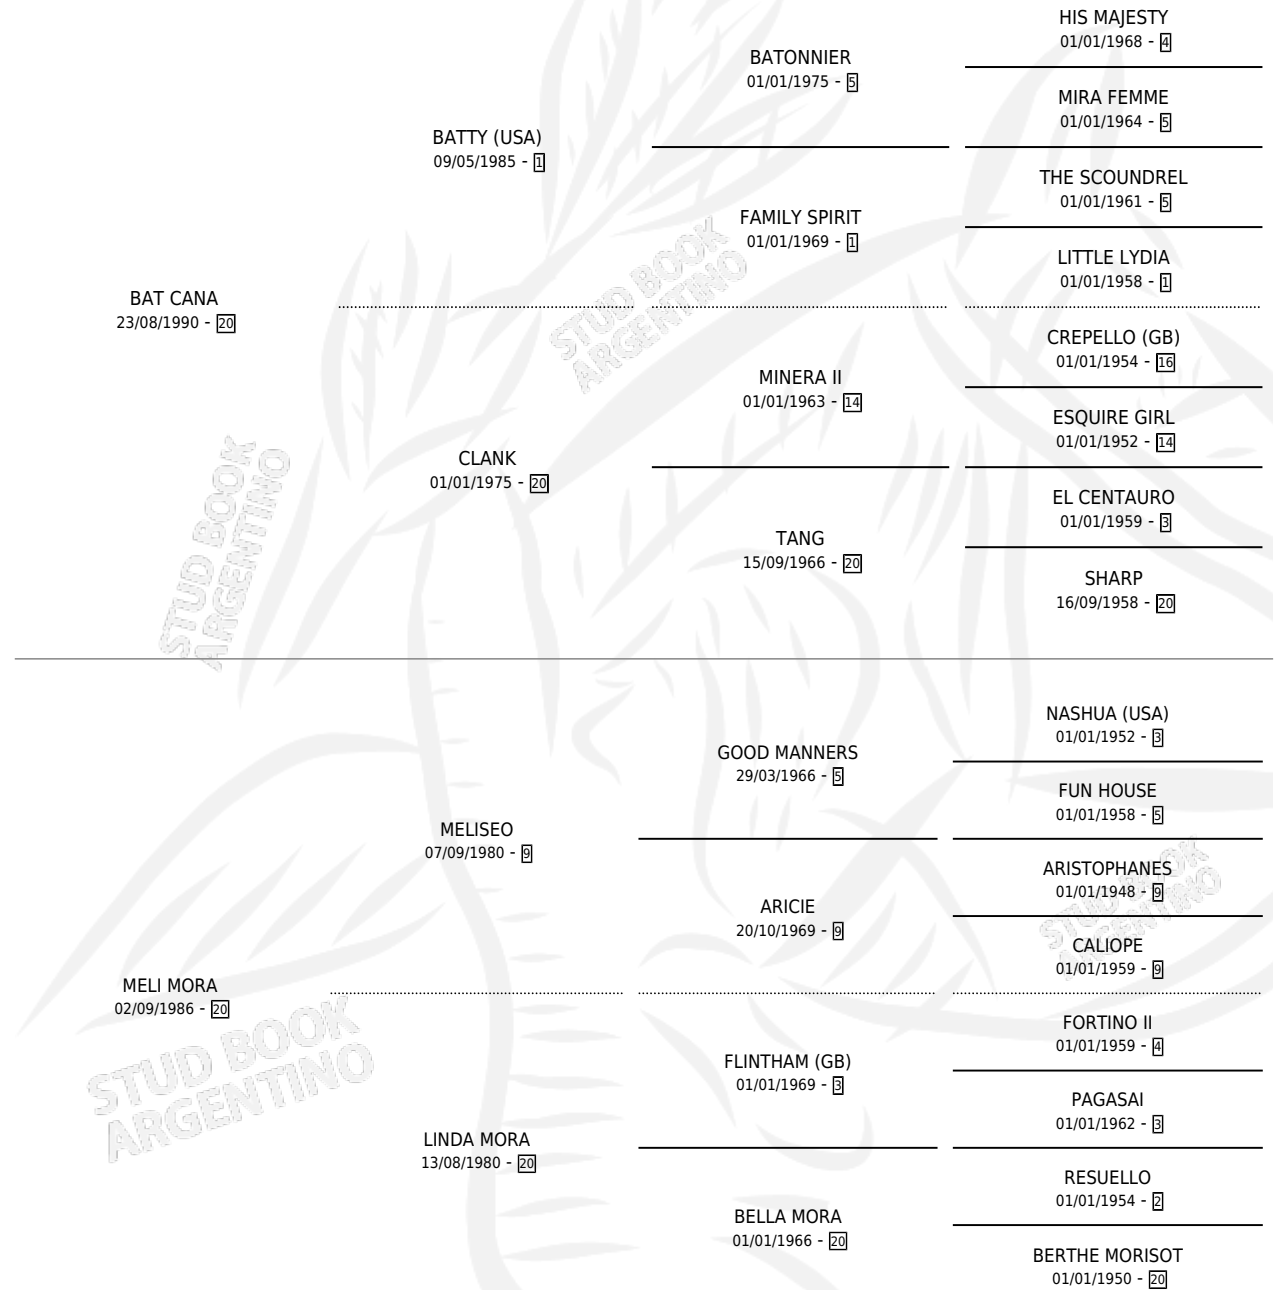 HIS MAJESTY
01/01/1968 - 4
BATONNIER
01/01/1975 - 5
MIRA FEMME
01/01/1964 - 5
BATTY (USA)
09/05/1985 - 1
THE SCOUNDREL
01/01/1961 - 5
FAMILY SPIRIT
01/01/1969 - 1
LITTLE LYDIA
01/01/1958 - 1
BAT CANA
23/08/1990 - 20
STUD BOOK
ARGENTINO
CREPELLO (GB)
01/01/1954 - 16
MINERA II
01/01/1963 - 14
ESQUIRE GIRL
01/01/1952 - 14
CLANK
01/01/1975 - 20
EL CENTAURO
01/01/1959 - 3
TANG
15/09/1966 - 20
SHARP
16/09/1958 - 20
STUD BOOK
ARGENTINO
NASHUA (USA)
01/01/1952 - 3
GOOD MANNERS
29/03/1966 - 5
FUN HOUSE
01/01/1958 - 5
MELISEO
07/09/1980 - 9
ARISTOPHANES
01/01/1948 - 9
ARICIE
20/10/1969 - 9
STUD BOOK
ARGENTINO
CALIOPE
01/01/1959 - 9
MELI MORA
02/09/1986 - 20
STUD BOOK
ARGENTINO
FORTINO II
01/01/1959 - 4
FLINTHAM (GB)
01/01/1969 - 3
PAGASAI
01/01/1962 - 3
LINDA MORA
13/08/1980 - 20
RESUELLO
01/01/1954 - 2
BELLA MORA
01/01/1966 - 20
BERTHE MORISOT
01/01/1950 - 20